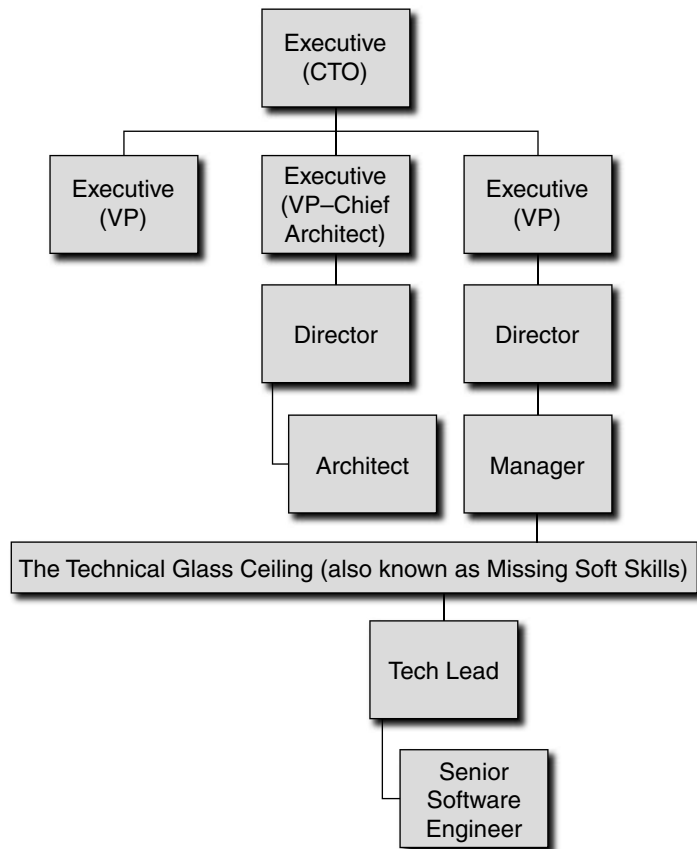 Executive
(CTO)
Executive
(VP)
Executive
(VP–Chief
Architect)
Executive
(VP)
Director
Director
Architect
Manager
The Technical Glass Ceiling (also known as Missing Soft Skills)
Tech Lead
Senior
Software
Engineer